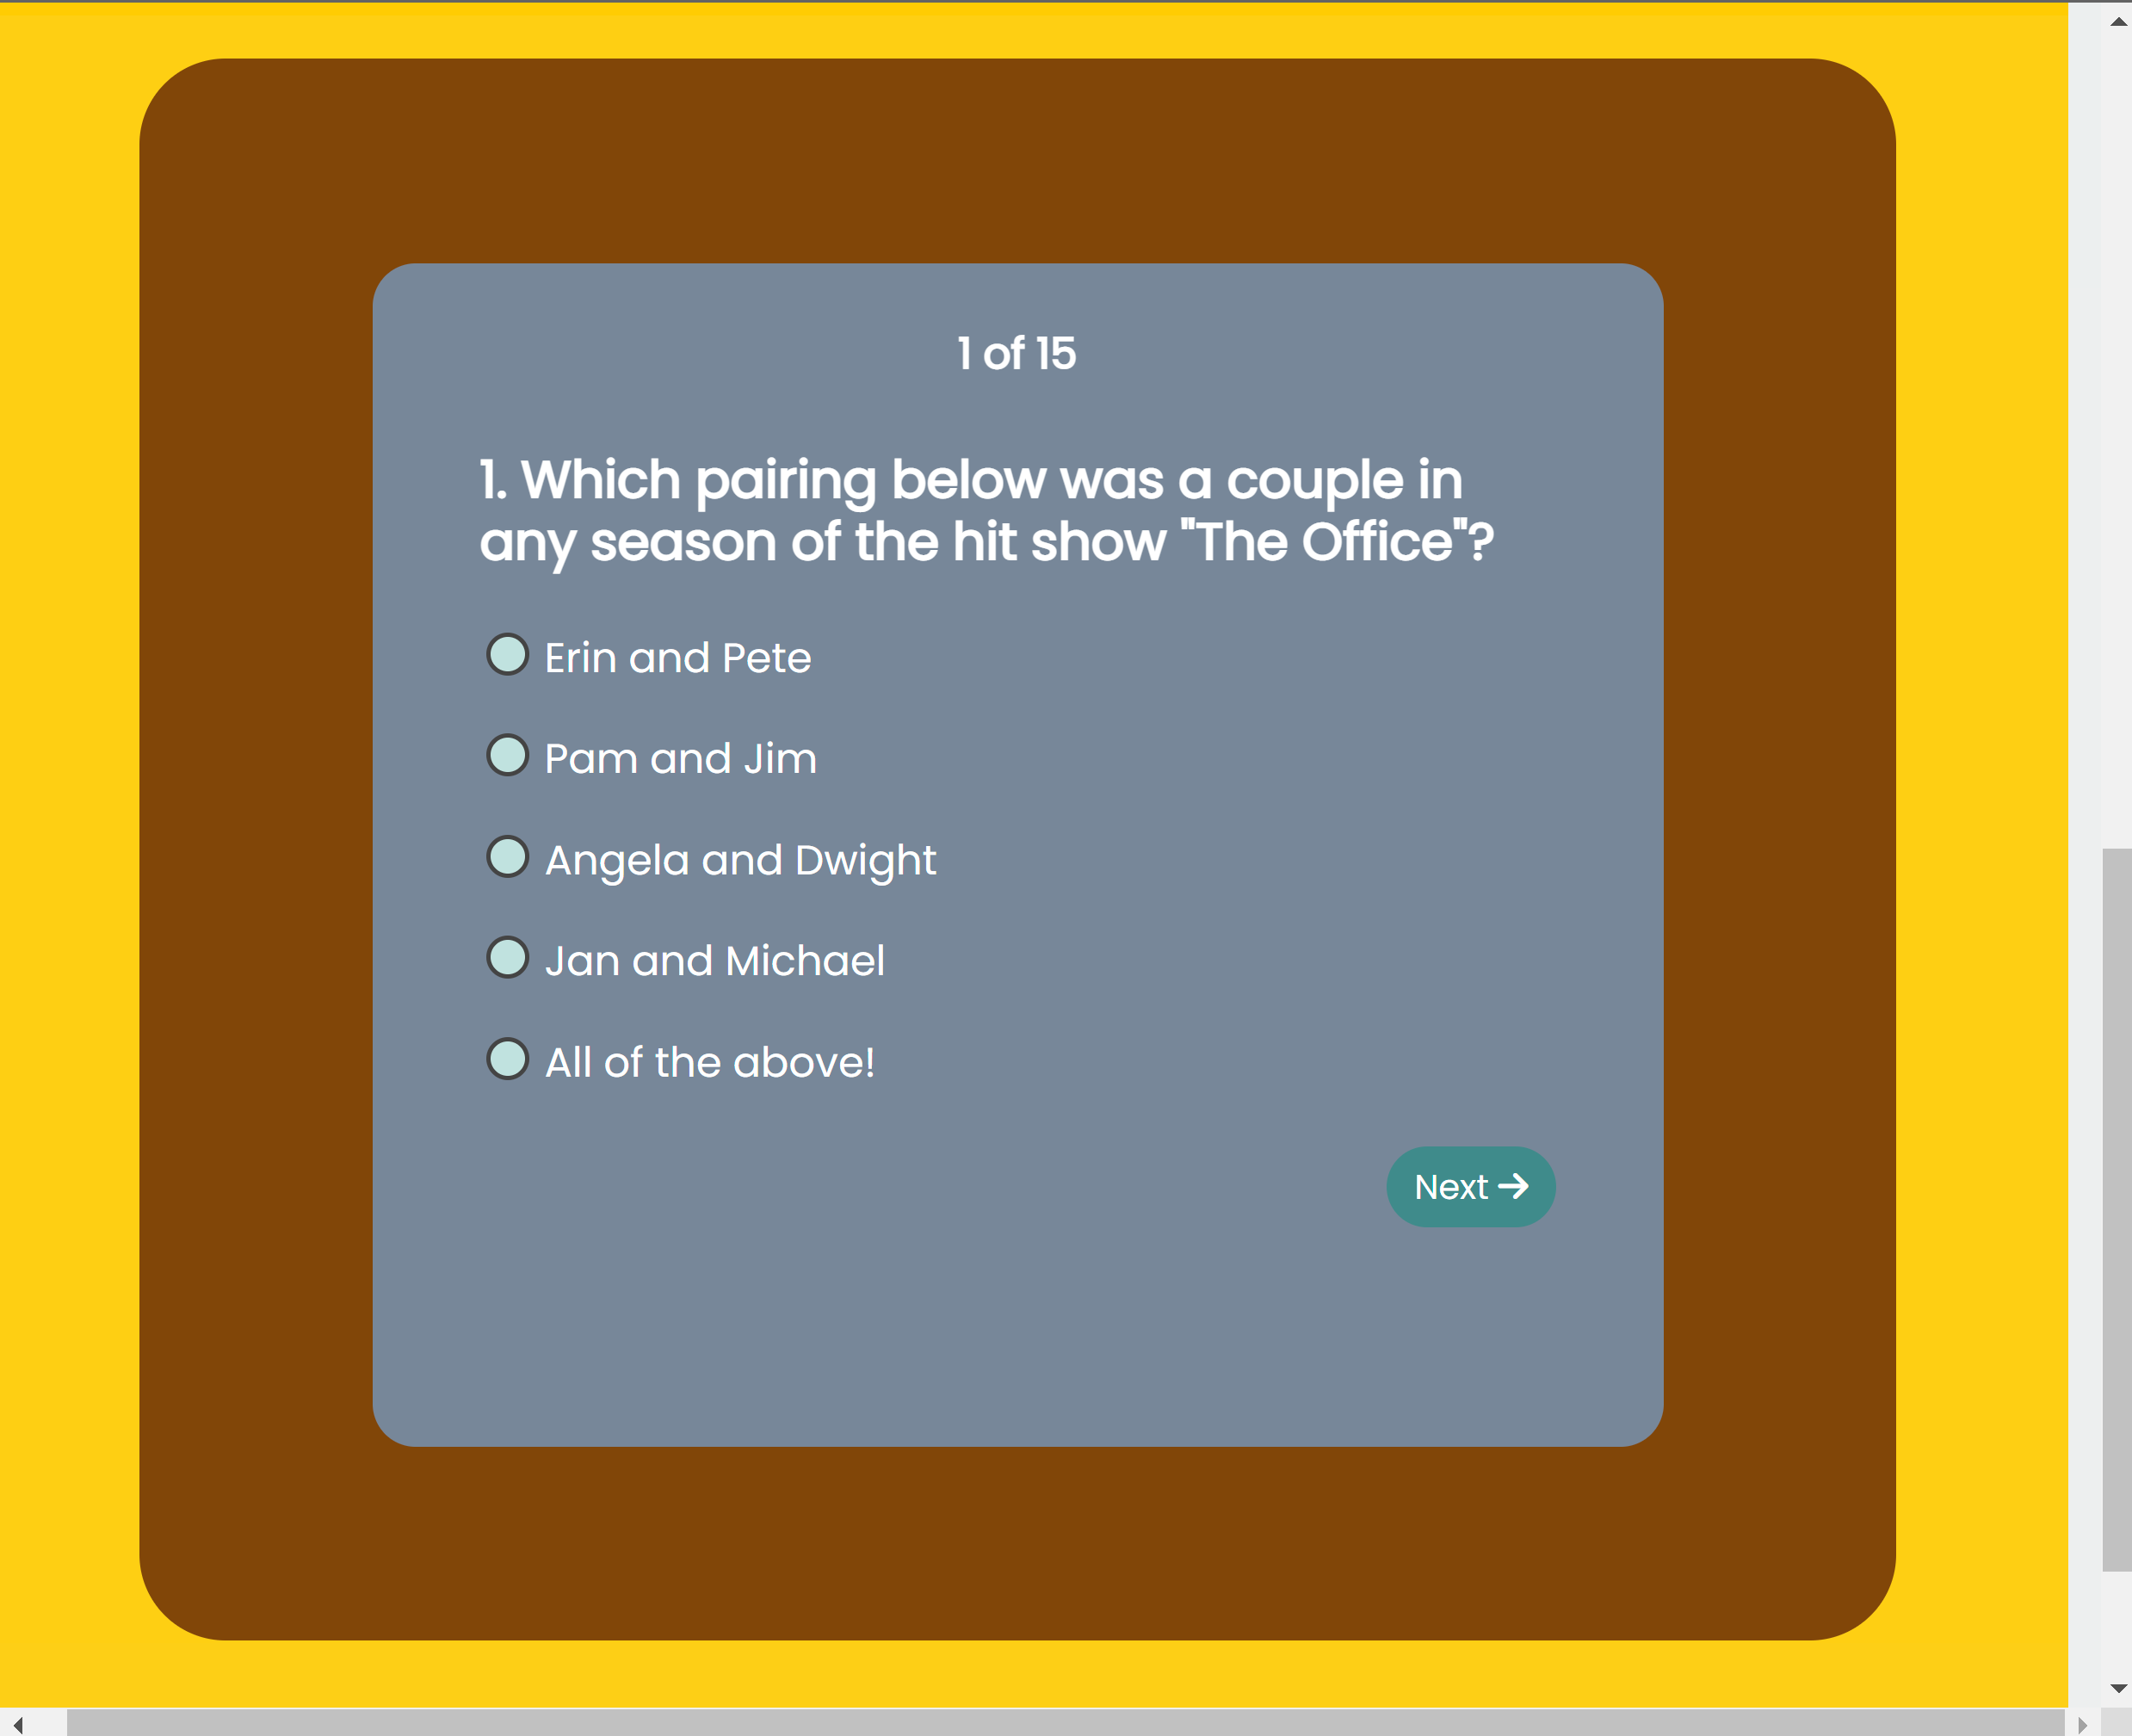 1 of 15
1. Which pairing below was a couple in
any season of the hit show "The Office"?
Erin and Pete
Pam and Jim
Angela and Dwight
Jan and Michael
All of the above!
Next